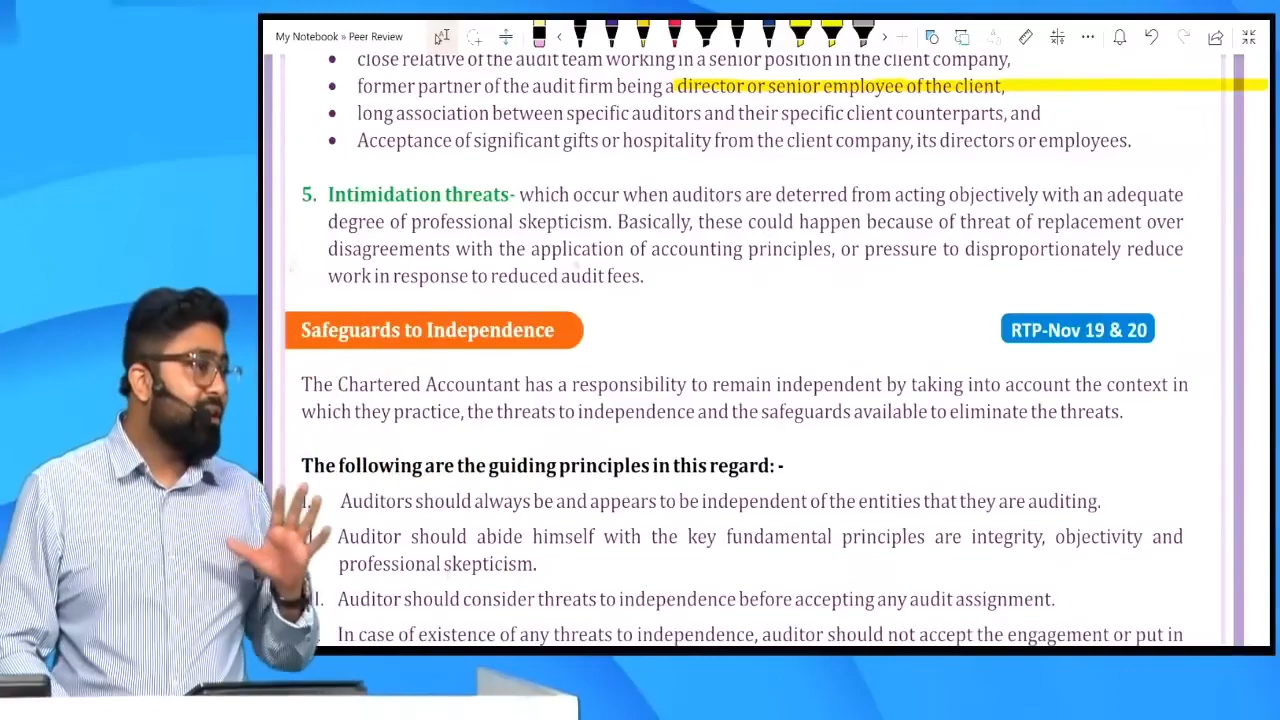 My Notebook » Peer Review
• close relative of the audit team working in a senior position in the client company,
• former partner of the audit firm being a director or senior employee of the client,
• long association between specific auditors and their specific client counterparts, and
• Acceptance of significant gifts or hospitality from the client company, its directors or employees.
5. Intimidation threats- which occur when auditors are deterred from acting objectively with an adequate
degree of professional skepticism. Basically, these could happen because of threat of replacement over
disagreements with the application of accounting principles, or pressure to disproportionately reduce
work in response to reduced audit fees.
Safeguards to Independence
RTP-Nov 19 & 20
The Chartered Accountant has a responsibility to remain independent by taking into account the context in
which they practice, the threats to independence and the safeguards available to eliminate the threats.
The following are the guiding principles in this regard: -
Auditors should always be and appears to be independent of the entities that they are auditing.
Auditor should abide himself with the key fundamental principles are integrity, objectivity and
professional skepticism.
Auditor should consider threats to independence before accepting any audit assignment.
In case of existence of any threats to independence, auditor should not accept the engagement or put in